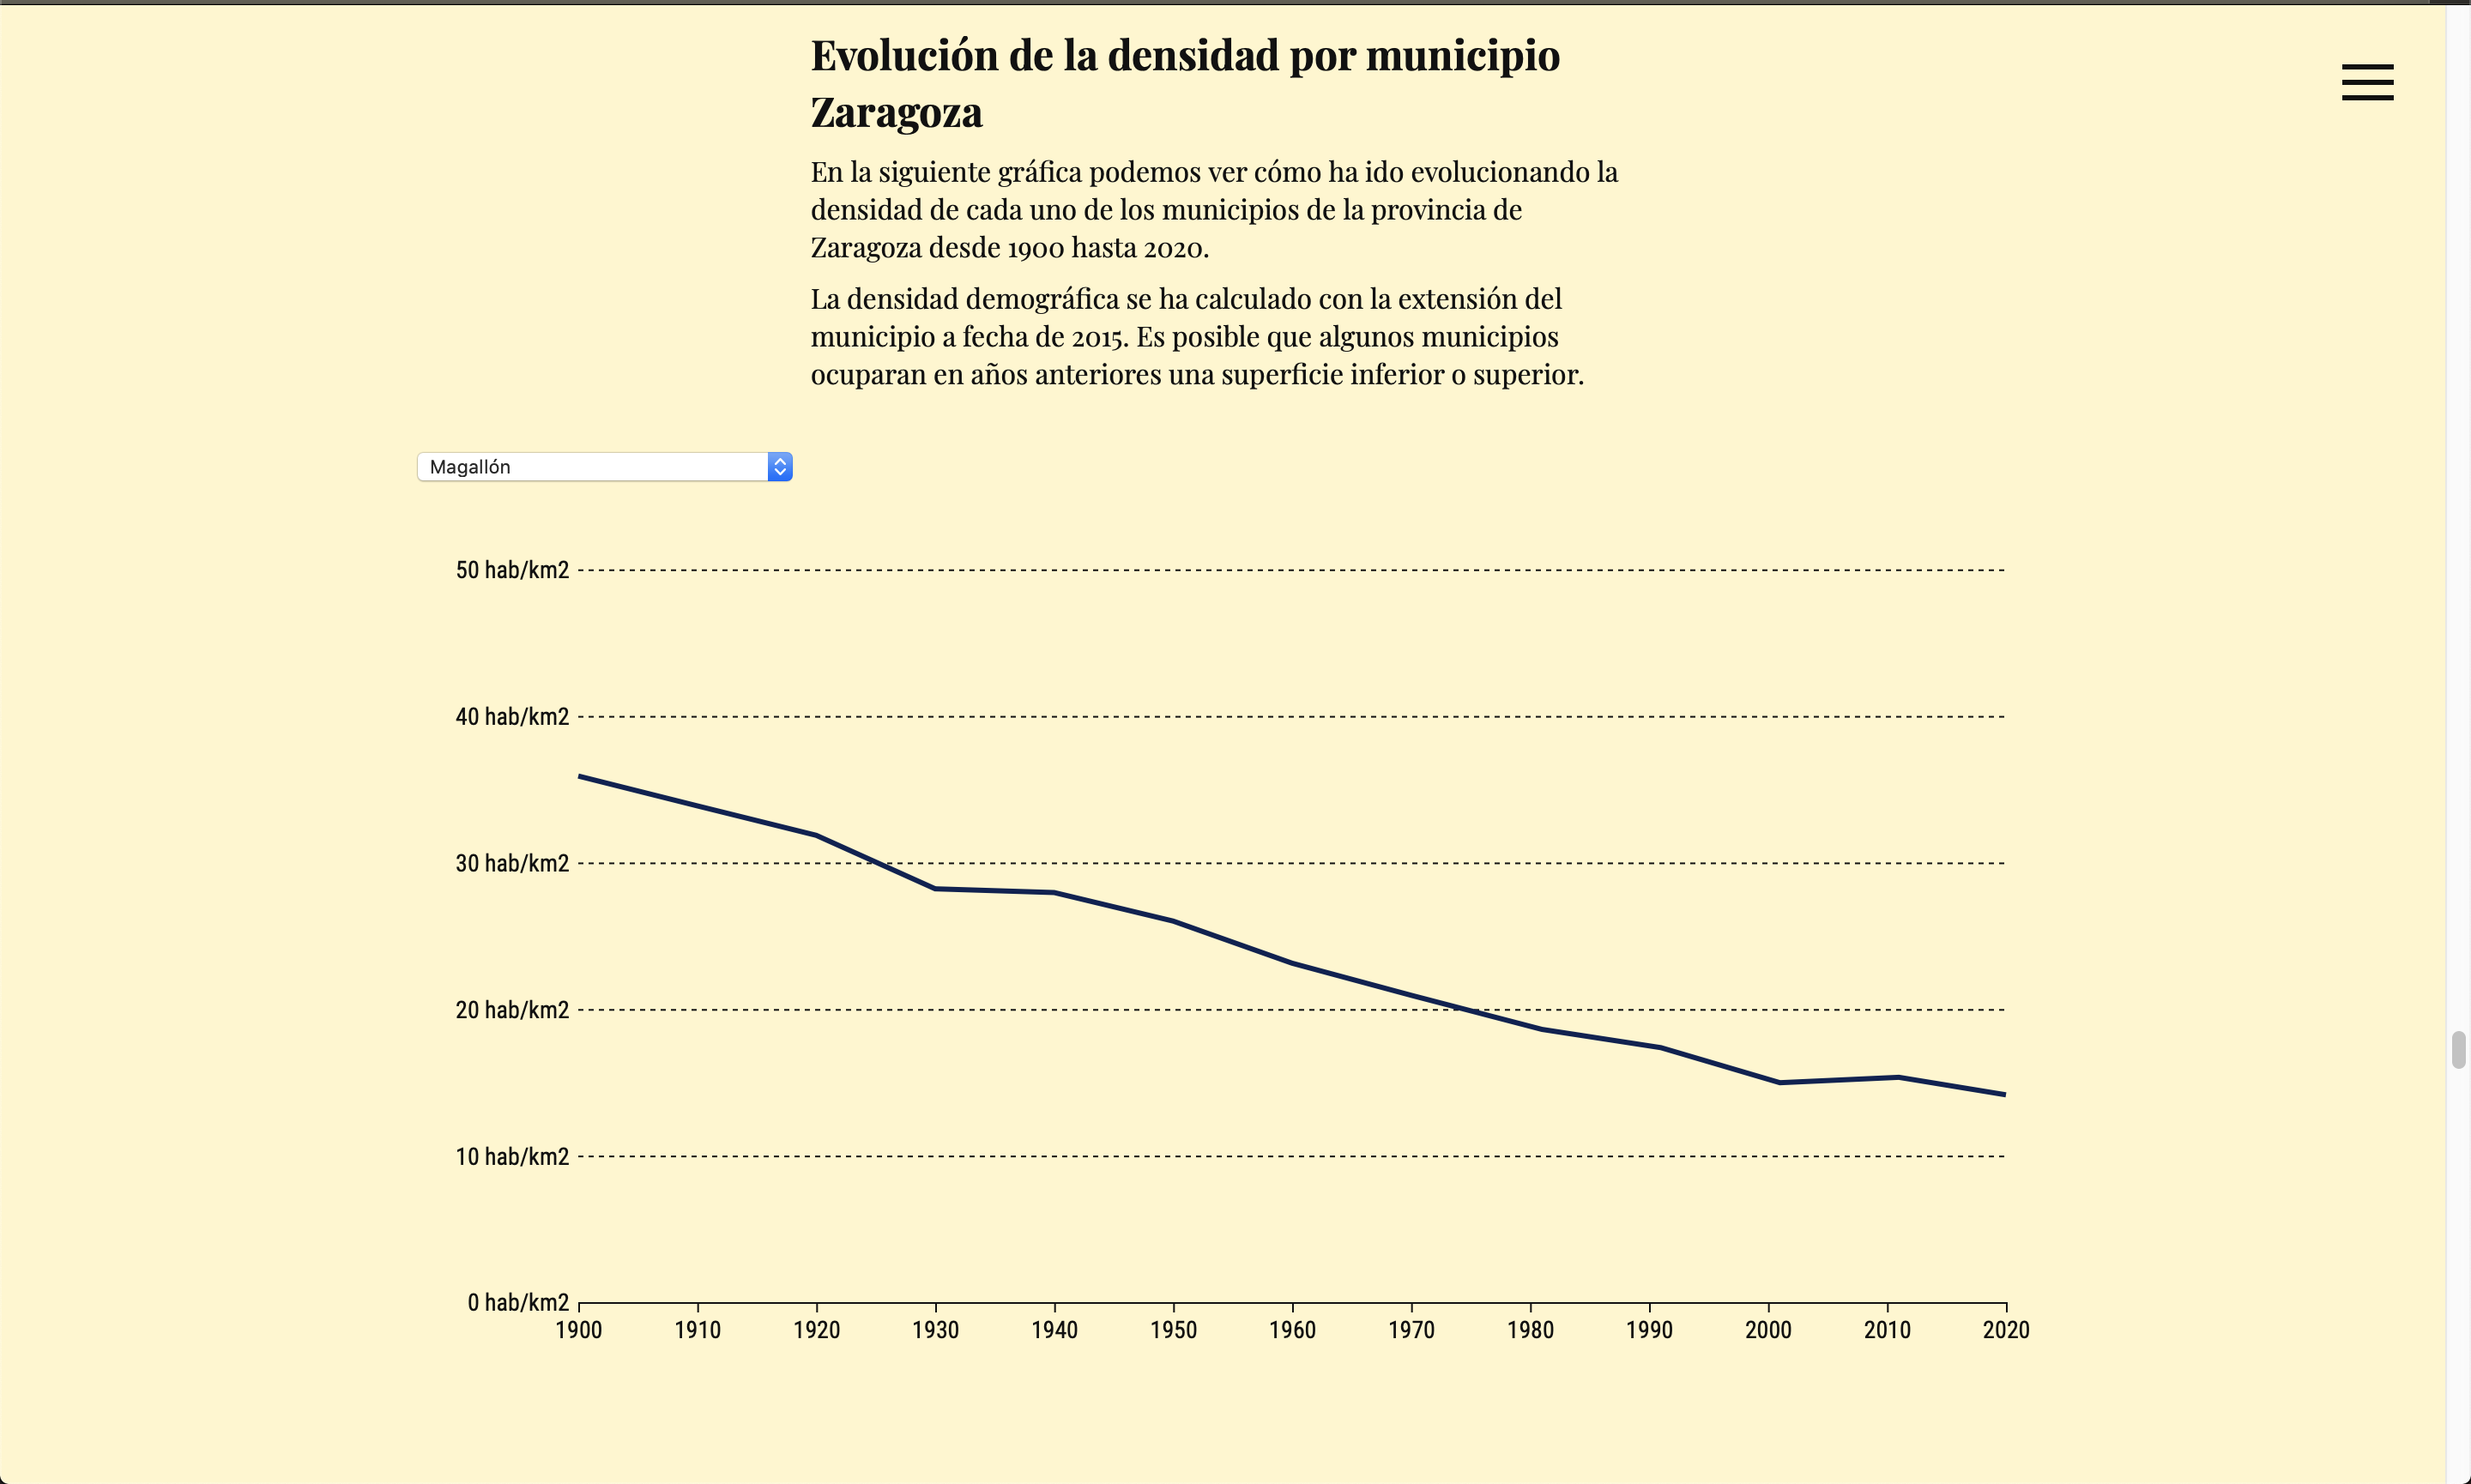 Evolución de la densidad por municipio
Zaragoza
En la siguiente gráfica podemos ver cómo ha ido evolucionando la
densidad de cada uno de los municipios de la provincia de
Zaragoza desde 1900 hasta 2020.
La densidad demográfica se ha calculado con la extensión del
municipio a fecha de 2015. Es posible que algunos municipios
ocuparan en años anteriores una superficie inferior o superior.
Magallón
50 hab/km2
40 hab/km2
30 hab/km2
20 hab/km2
10 hab/km2
0 hab/km2
1900 1910 1920 1930 1940 1950 1960 1970 1980 1990 2000 2010 2020